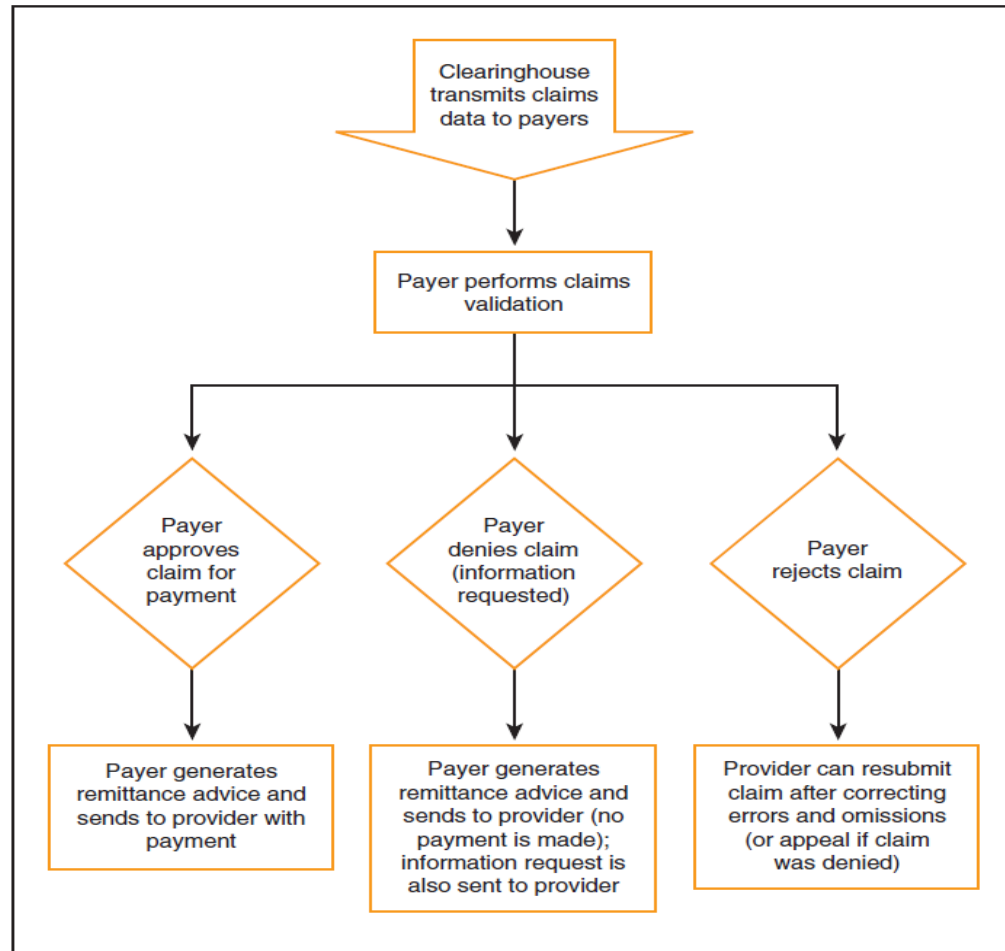 Clearinghouse
transmits claims
data to payers
Payer performs claims
validation
Payer
approves
claim for
payment
Payer
denies claim
(information
requested)
Payer
rejects claim
Payer generates
remittance advice and
sends to provider with
payment
Payer generates
remittance advice and
sends to provider (no
payment is made);
information request is
also sent to provider
Provider can resubmit
claim after correcting
errors and omissions
(or appeal if claim
was denied)